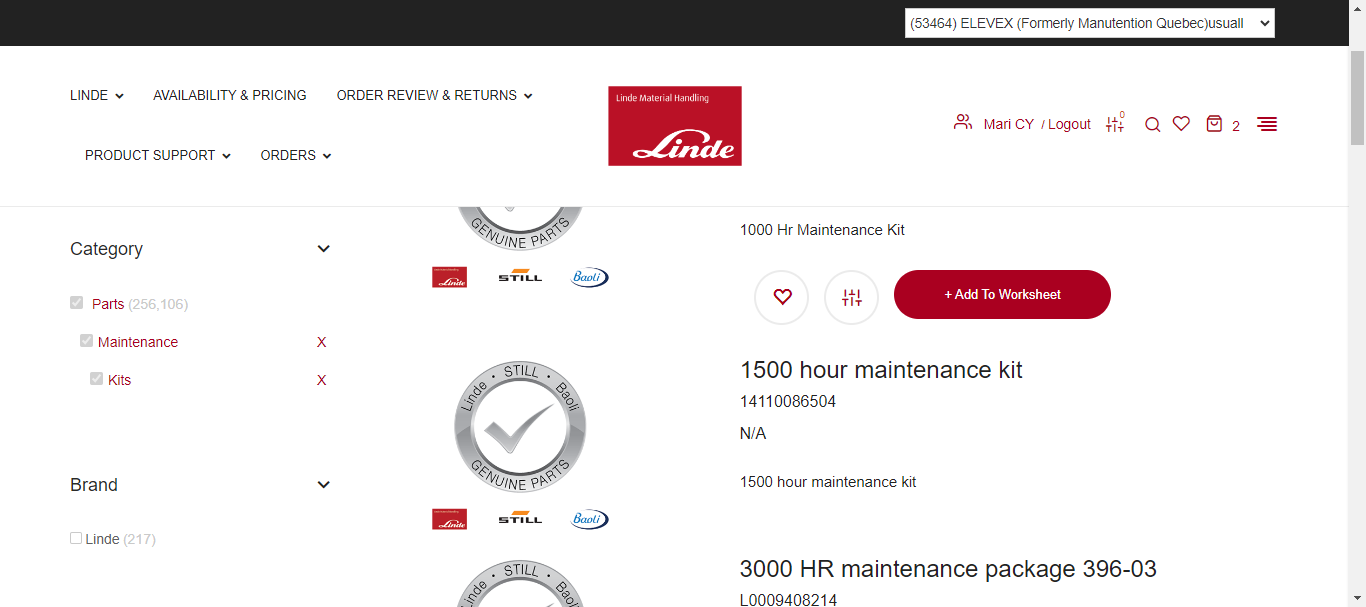 (53464) ELEVEX (Formerly Manutention Quebec)usuall
LINDE
AVAILABILITY & PRICING
ORDER REVIEW & RETURNS
PRODUCT SUPPORT
ORDERS
Linde Material Handling
Linde
Mari CY / Logout
0
2
Category
Parts (256,106)
Maintenance X
Kits X
Brand
Linde (217)
GENUINE PARTS
Linde STILL Baoli
1000 Hr Maintenance Kit
+ Add To Worksheet
Linde • STILL • Baoli
GENUINE PARTS
Linde STILL Baoli
1500 hour maintenance kit
14110086504
N/A
1500 hour maintenance kit
Linde • STILL • Baoli
3000 HR maintenance package 396-03
L0009408214